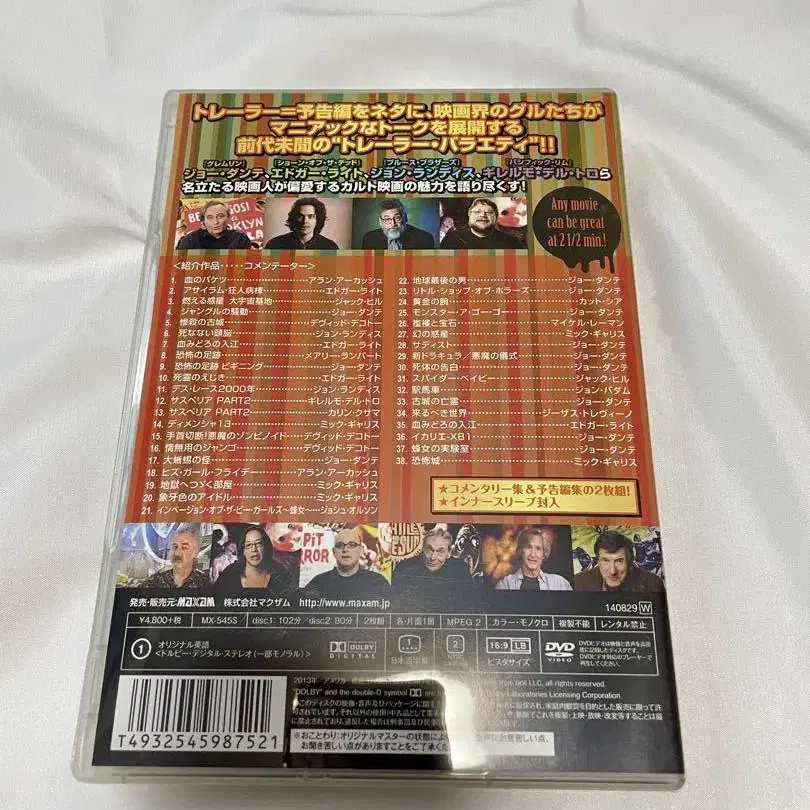 トレーラー=予告編をネタに、映画界のグルたちが
マニアックなトークを展開する
前代未聞の"トレーラー・バラエティ"!!
[グレムリン] [ショーン・オブ・ザ・デッド] [ブルース・ブラザーズ] [パシフィック・リム]
ジョー・ダンテ、エドガー・ライト、ジョン・ランディス、ギレルモ・デル・トロら
名立たる映画人が偏愛するカルト映画の魅力を語り尽くす!
Any movie
can be great
at 2 1/2 min.!
<紹介作品・・・・・コメンテーター>
1. 血のバケツ・・・アラン・アーカッシュ
2. アサイラム・狂人病棟・・・エドガー・ライト
3. 燃える惑星 大宇宙基地・・・ジャック・ヒル
4. ジャングルの騒動・・・ジョー・ダンテ
5. 惨殺の古城・・・デヴィッド・デコトー
6. 死なない頭脳・・・ジョン・ランディス
7. 血みどろの入江・・・エドガー・ライト
8. 恐怖の足跡・・・メアリー・ランバート
9. 恐怖の足跡 ビギニング・・・ジョー・ダンテ
10. 死霊のえじき・・・エドガー・ライト
11. デス・レース2000年・・・ジョン・ランディス
12. サスペリア PART2・・・ギレルモ・デル・トロ
13. サスペリア PART2・・・カリン・クサマ
14. ディメンシャ13・・・ミック・ギャリス
15. 手首切断!悪魔のゾンビノイド・・・デヴィッド・デコトー
16. 情無用のジャンゴ・・・デヴィッド・デコトー
17. 大蜥蜴の怪・・・ジョー・ダンテ
18. ヒズ・ガール・フライデー・・・アラン・アーカッシュ
19. 地獄へつゞく部屋・・・ミック・ギャリス
20. 象牙色のアイドル・・・ミック・ギャリス
21. インベージョン・オブ・ザ・ビー・ガールズ〜蜂女〜・・・ジョシュ・オルソン
22. 地球最後の男・・・ジョー・ダンテ
23. リトル・ショップ・オブ・ホラーズ・・・ジョー・ダンテ
24. 黄金の腕・・・カット・シア
25. モンスター・ア・ゴー・ゴー・・・ジョー・ダンテ
26. 襤褸と宝石・・・マイケル・レーマン
27. 幻の惑星・・・ミック・ギャリス
28. サディスト・・・ジョー・ダンテ
29. 新ドラキュラ/悪魔の儀式・・・ジョー・ダンテ
30. 死体の告白・・・ジョー・ダンテ
31. スパイダー・ベイビー・・・ジャック・ヒル
32. 駅馬車・・・ジョン・バダム
33. 古城の亡霊・・・ジョー・ダンテ
34. 来るべき世界・・・ジーザス・トレヴィーノ
35. 血みどろの入江・・・エドガー・ライト
36. イカリエ-XB1・・・ジョー・ダンテ
37. 蜂女の実験室・・・ジョー・ダンテ
38. 恐怖城・・・ミック・ギャリス
★コメンタリー集&予告編集の2枚組!
★インナースリーブ封入
発売・販売元:maxam 株式会社マクザム http://www.maxam.jp
140829 W
¥4,800+税 MX-545S disc1:102分/disc2:80分 2枚組 各・片面1層 MPEG 2 カラー・モノクロ 複製不能 レンタル禁止
1 オリジナル英語
<ドルビー・デジタル・ステレオ(一部モノラル)>
DOLBY DIGITAL
1 日本語字幕
2
16:9 LB
ビスタサイズ
DVD VIDEO
2013年/アメリカ
"DOLBY" and the double-D symbol
Laboratories Licensing Corporation.
T4932545987521